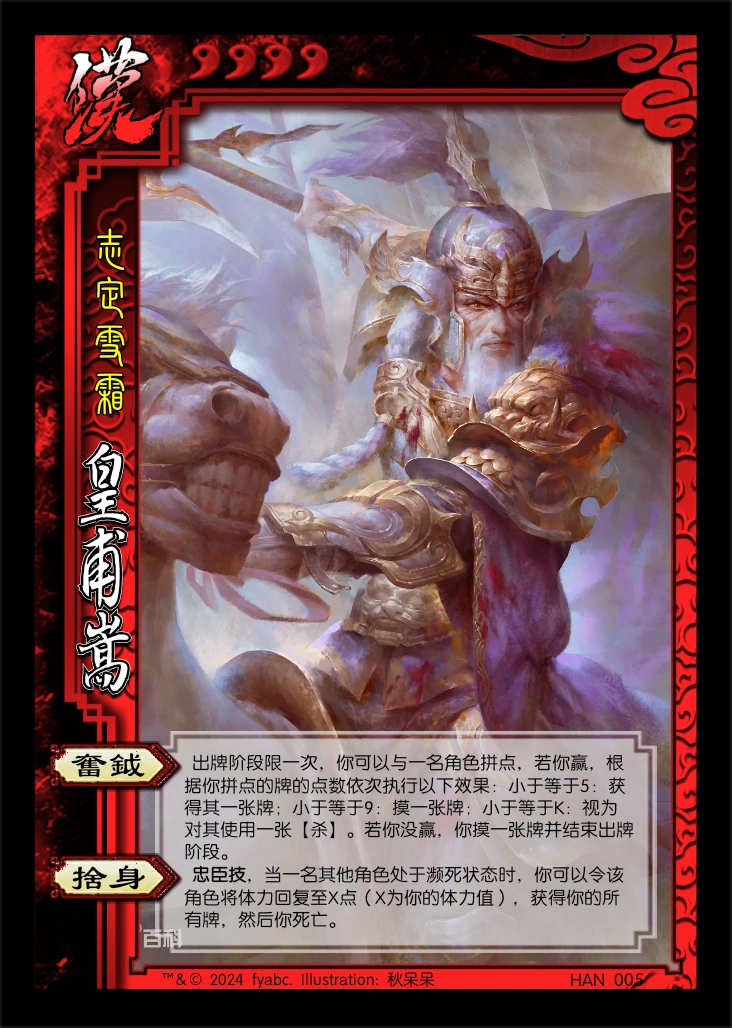 志定雪霜
皇甫嵩
奮鉞
出牌阶段限一次，你可以与一名角色拼点，若你赢，根
据你拼点的牌的点数依次执行以下效果：小于等于5：获
得其一张牌；小于等于9：摸一张牌；小于等于K：视为
对其使用一张【杀】。若你没赢，你摸一张牌并结束出牌
阶段。
捨身
忠臣技，当一名其他角色处于濒死状态时，你可以令该
角色将体力回复至X点（X为你的体力值），获得你的所
有牌，然后你死亡。
百科
™&© 2024 fyabc. Illustration: 秋呆呆
HAN 005